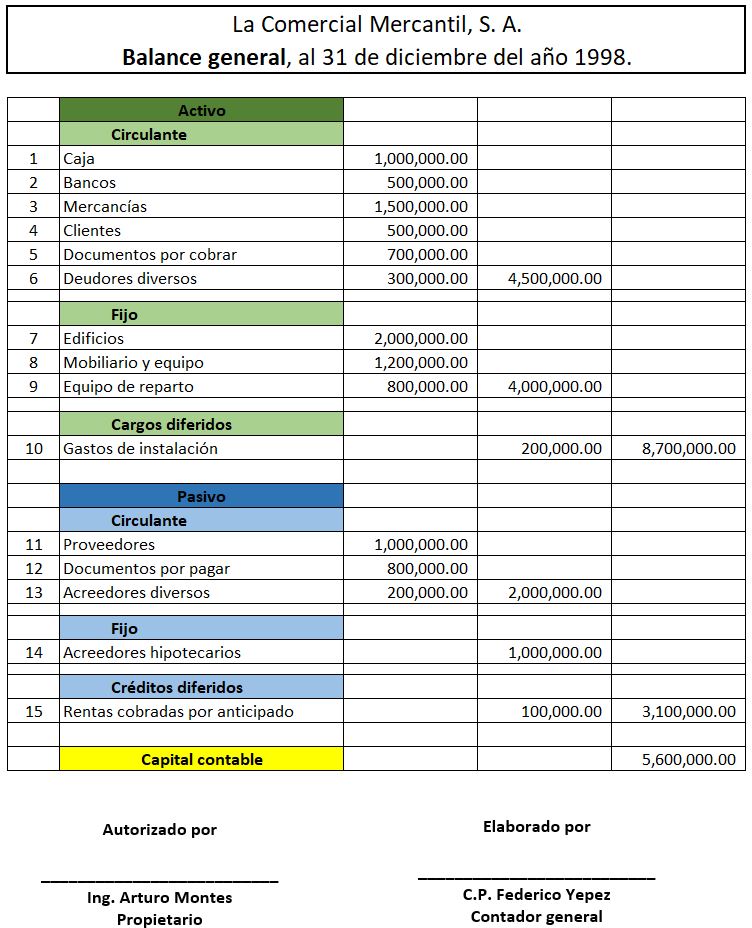 La Comercial Mercantil, S. A.
Balance general, al 31 de diciembre del año 1998.
Activo
Circulante
1 Caja 1,000,000.00
2 Bancos 500,000.00
3 Mercancías 1,500,000.00
4 Clientes 500,000.00
5 Documentos por cobrar 700,000.00
6 Deudores diversos 300,000.00 4,500,000.00
Fijo
7 Edificios 2,000,000.00
8 Mobiliario y equipo 1,200,000.00
9 Equipo de reparto 800,000.00 4,000,000.00
Cargos diferidos
10 Gastos de instalación 200,000.00 8,700,000.00
Pasivo
Circulante
11 Proveedores 1,000,000.00
12 Documentos por pagar 800,000.00
13 Acreedores diversos 200,000.00 2,000,000.00
Fijo
14 Acreedores hipotecarios 1,000,000.00
Créditos diferidos
15 Rentas cobradas por anticipado 100,000.00 3,100,000.00
Capital contable 5,600,000.00
Autorizado por
Ing. Arturo Montes
Propietario
Elaborado por
C.P. Federico Yepez
Contador general